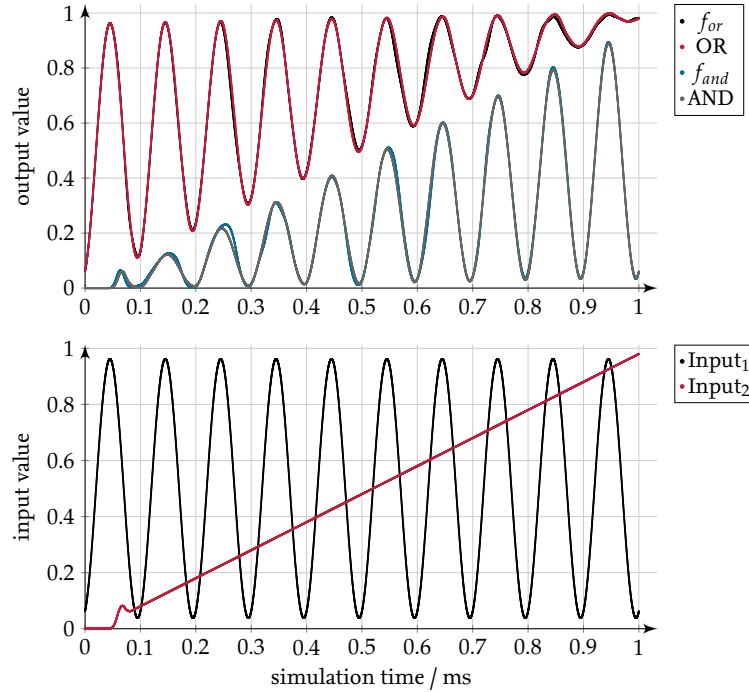 1
0.8
0.6
0.4
0.2
0
output value
0 0.1 0.2 0.3 0.4 0.5 0.6 0.7 0.8 0.9 1
f_or
OR
f_and
AND
1
0.8
0.6
0.4
0.2
0
input value
0 0.1 0.2 0.3 0.4 0.5 0.6 0.7 0.8 0.9 1
simulation time / ms
Input₁
Input₂